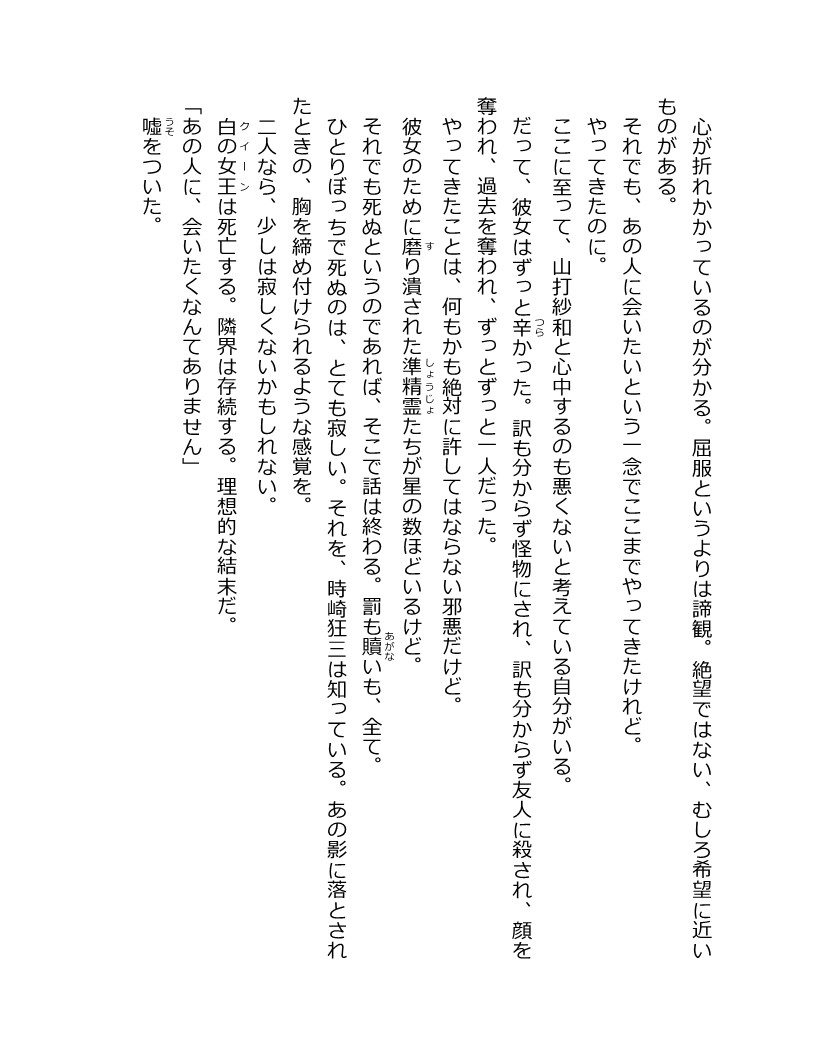 心が折れかかっているのが分かる。屈服というよりは諦観。絶望ではない、むしろ希望に近い
ものがある。
それでも、あの人に会いたいという一念でここまでやってきたけれど。
やってきたのに。
ここに至って、山打紗和と心中するのも悪くないと考えている自分がいる。
だって、彼女はずっと辛かった。訳も分からず怪物にされ、訳も分からず友人に殺され、顔を
奪われ、過去を奪われ、ずっとずっと一人だった。
やってきたことは、何もかも絶対に許してはならない邪悪だけど。
彼女のために磨り潰された準精霊たちが星の数ほどいるけど。
それでも死ぬというのであれば、そこで話は終わる。罰も贖いも、全て。
ひとりぼっちで死ぬのは、とても寂しい。それを、時崎狂三は知っている。あの影に落とされ
たときの、胸を締め付けられるような感覚を。
二人なら、少しは寂しくないかもしれない。
白の女王は死亡する。隣界は存続する。理想的な結末だ。
「あの人に、会いたくなんてありません」
嘘をついた。
つら
す
しょうじょ
あがな
クイーン
うそ